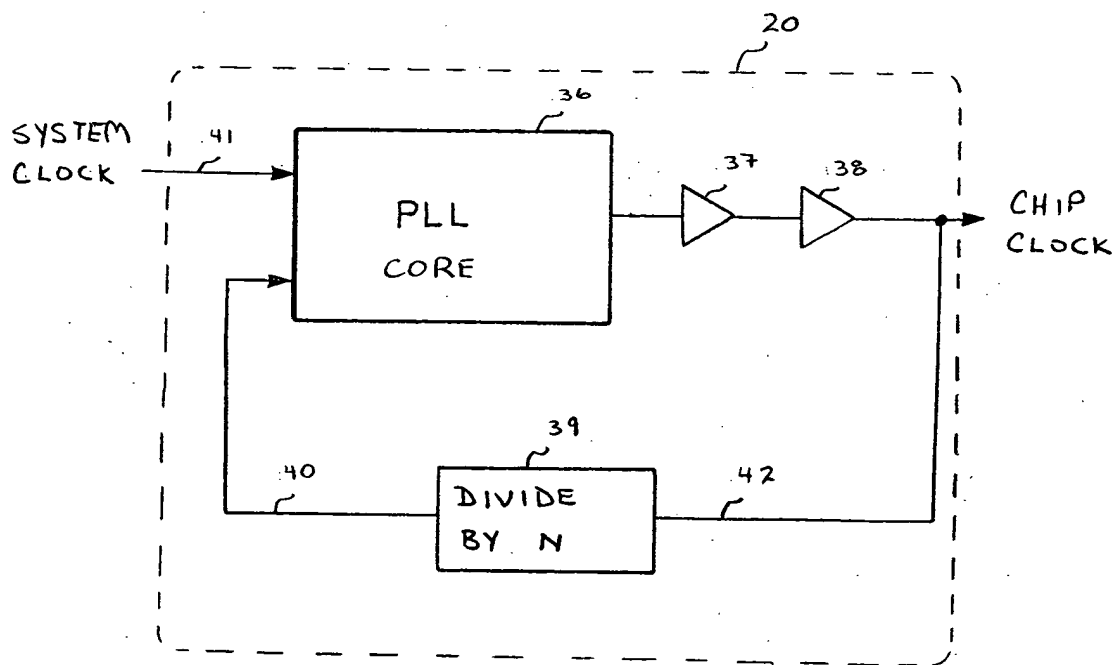 20
36
SYSTEM
CLOCK
41
PLL
CORE
37
38
CHIP
CLOCK
39
40
DIVIDE
BY N
42